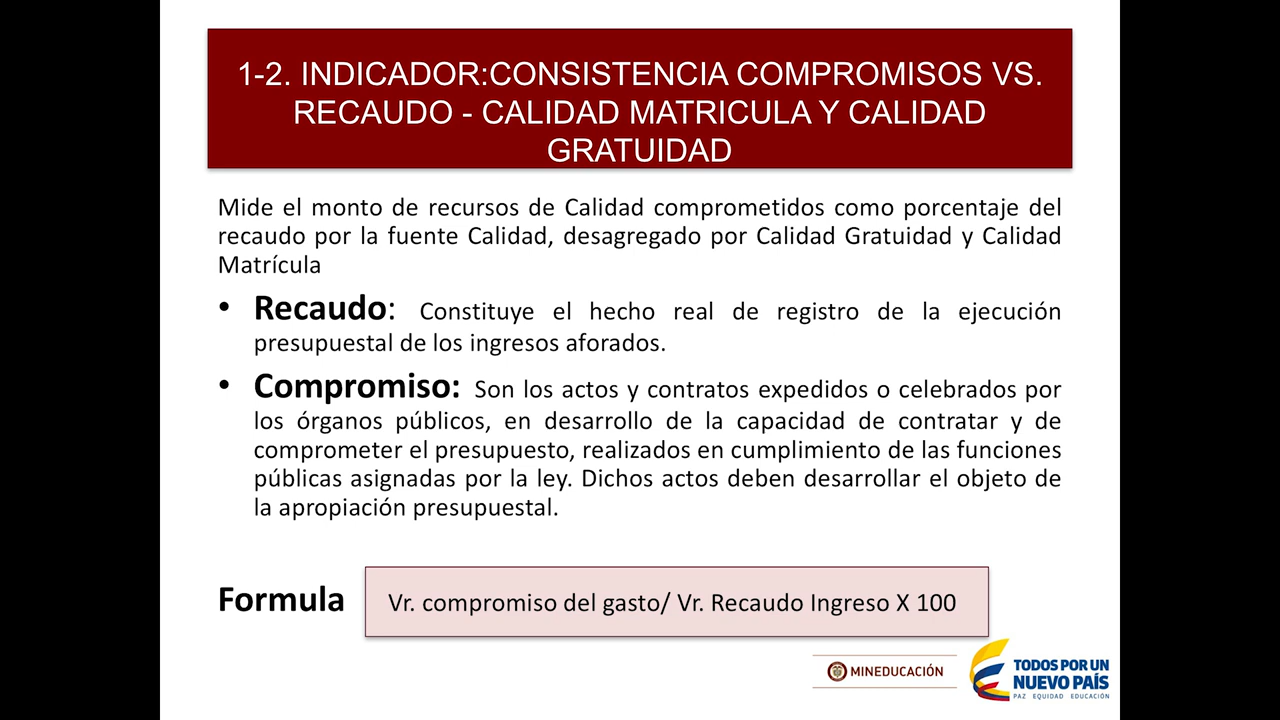 1-2. INDICADOR:CONSISTENCIA COMPROMISOS VS.
RECAUDO - CALIDAD MATRICULA Y CALIDAD
GRATUIDAD
Mide el monto de recursos de Calidad comprometidos como porcentaje del
recaudo por la fuente Calidad, desagregado por Calidad Gratuidad y Calidad
Matrícula
• Recaudo: Constituye el hecho real de registro de la ejecución
presupuestal de los ingresos aforados.
• Compromiso: Son los actos y contratos expedidos o celebrados por
los órganos públicos, en desarrollo de la capacidad de contratar y de
comprometer el presupuesto, realizados en cumplimiento de las funciones
públicas asignadas por la ley. Dichos actos deben desarrollar el objeto de
la apropiación presupuestal.
Formula Vr. compromiso del gasto/ Vr. Recaudo Ingreso X 100
MINEDUCACIÓN
TODOS POR UN
NUEVO PAÍS
PAZ EQUIDAD EDUCACIÓN